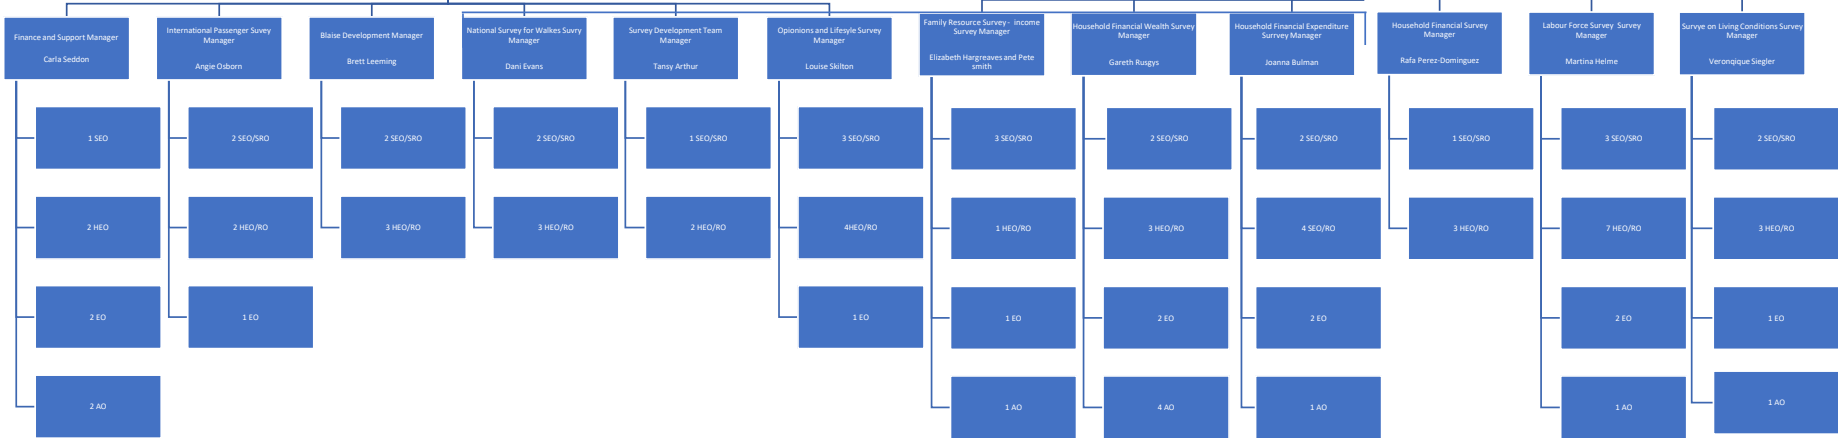 Finance and Support Manager
Carla Seddon
1 SEO
2 HEO
2 EO
2 AO
International Passenger Suvey
Manager
Angie Osborn
2 SEO/SRO
2 HEO/RO
1 EO
Blaise Development Manager
Brett Leeming
2 SEO/SRO
3 HEO/RO
National Survey for Walkes Suvry
Manager
Dani Evans
2 SEO/SRO
3 HEO/RO
Survey Development Team
Manager
Tansy Arthur
1 SEO/SRO
2 HEO/RO
Opionions and Lifesyle Survey
Manager
Louise Skilton
3 SEO/SRO
4HEO/RO
1 EO
Family Resource Survey - income
Survey Manager
Elizabeth Hargreaves and Pete
smith
3 SEO/SRO
1 HEO/RO
1 EO
1 AO
Household Financial Wealth Survey
Manager
Gareth Rusgys
2 SEO/SRO
3 HEO/RO
2 EO
4 AO
Household Financial Expenditure
Surrvey Manager
Joanna Bulman
2 SEO/SRO
4 SEO/RO
2 EO
1 AO
Household Financial Survey
Manager
Rafa Perez-Dominguez
1 SEO/SRO
3 HEO/RO
Labour Force Survey Survey
Manager
Martina Helme
3 SEO/SRO
7 HEO/RO
2 EO
1 AO
Survye on Living Conditions Survey
Manager
Veronqique Siegler
2 SEO/SRO
3 HEO/RO
1 EO
1 AO